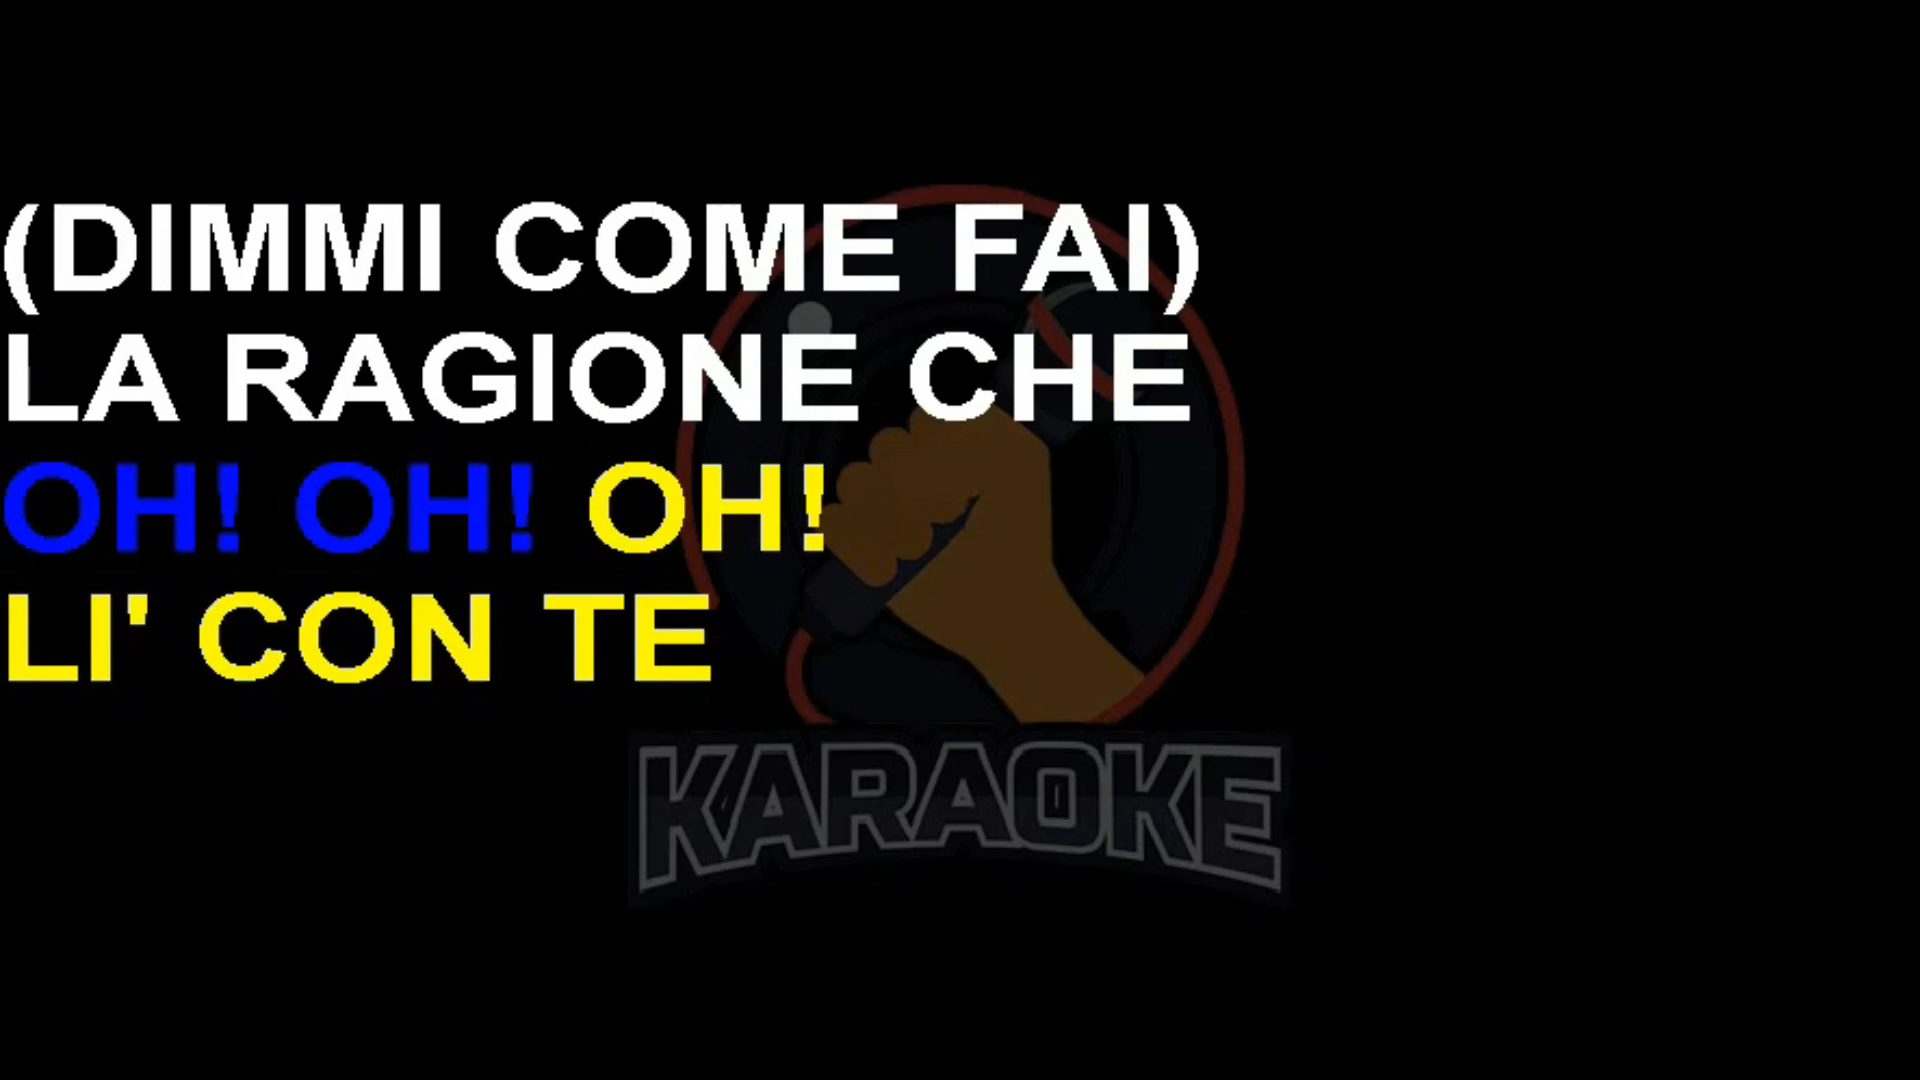 (DIMMI COME FAI)
LA RAGIONE CHE
OH! OH! OH!
LI' CON TE
KARAOKE